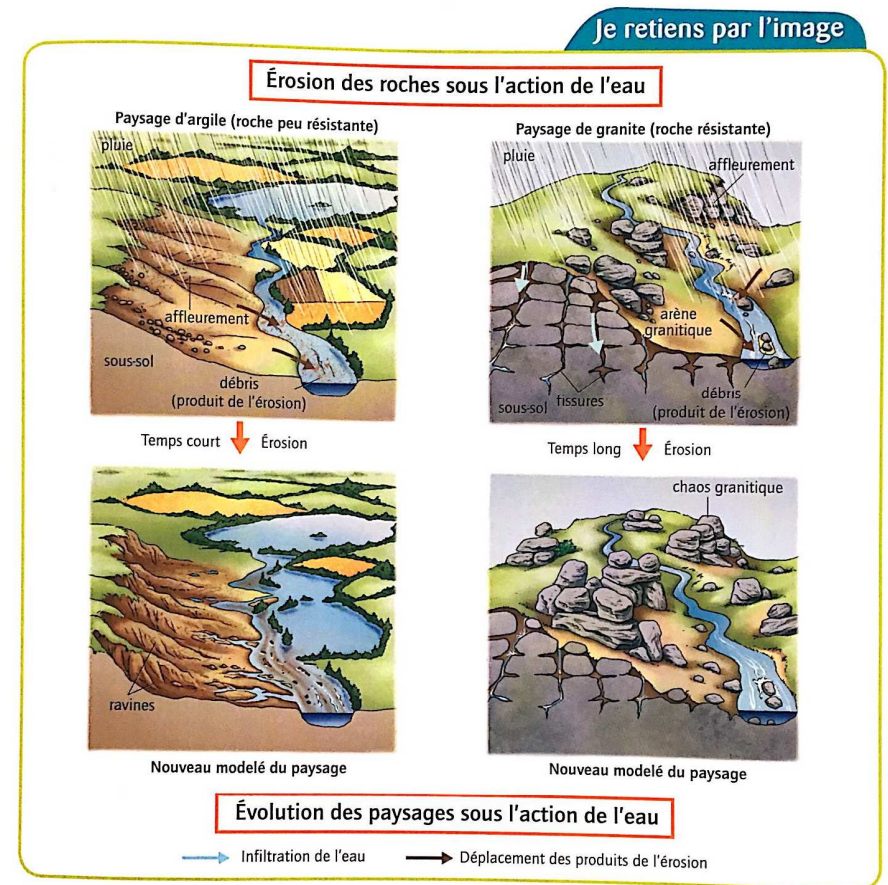 Je retiens par l'image
Érosion des roches sous l'action de l'eau
Paysage d'argile (roche peu résistante)
pluie
affleurement
sous-sol
débris
(produit de l'érosion)
Temps court
Érosion
ravines
Nouveau modelé du paysage
Paysage de granite (roche résistante)
pluie
affleurement
arène
granitique
sous-sol
fissures
débris
(produit de l'érosion)
Temps long
Érosion
chaos granitique
Nouveau modelé du paysage
Évolution des paysages sous l'action de l'eau
Infiltration de l'eau
Déplacement des produits de l'érosion